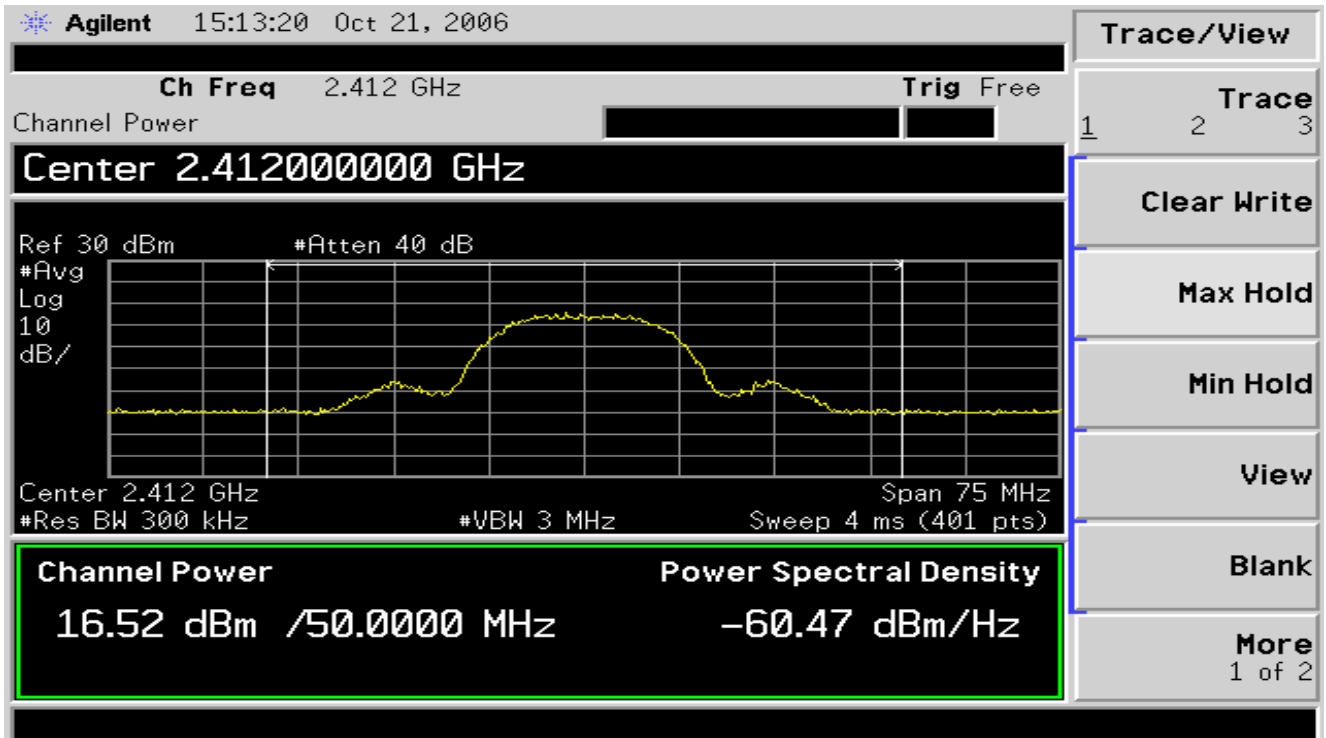 Agilent 15:13:20 Oct 21, 2006
Trace/View
Ch Freq 2.412 GHz Trig Free
Channel Power
Trace
1 2 3
Center 2.412000000 GHz
Clear Write
Ref 30 dBm #Atten 40 dB
#Avg
Log
10
dB/
Max Hold
Min Hold
View
Center 2.412 GHz Span 75 MHz
#Res BW 300 kHz #VBW 3 MHz Sweep 4 ms (401 pts)
Channel Power Power Spectral Density
16.52 dBm /50.0000 MHz -60.47 dBm/Hz
Blank
More
1 of 2